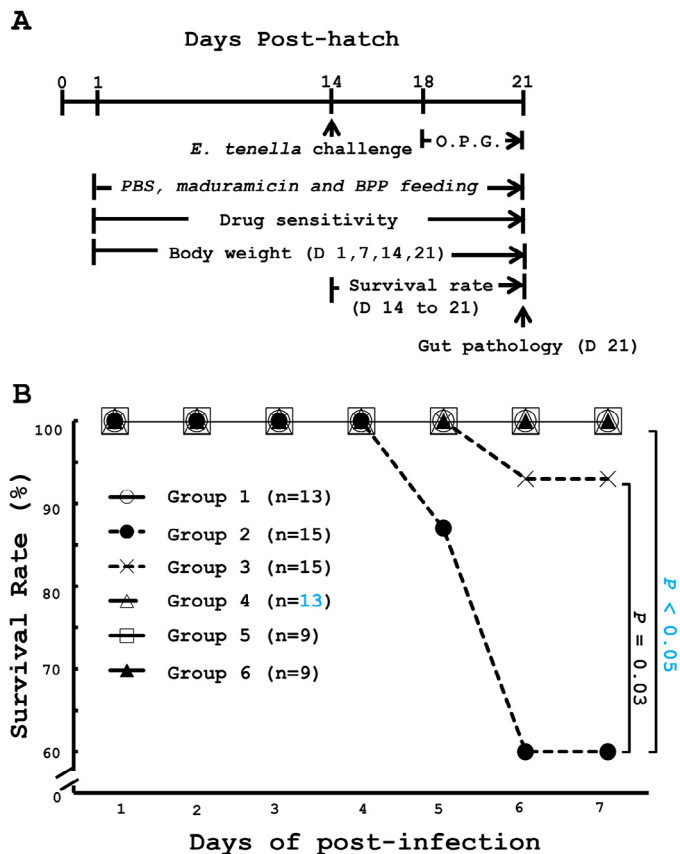 A
Days Post-hatch
0 1 14 18 21
E. tenella challenge
O.P.G.
PBS, maduramicin and BPP feeding
Drug sensitivity
Body weight (D 1,7,14,21)
Survival rate
(D 14 to 21)
Gut pathology (D 21)
B
Survival Rate (%)
100
90
80
70
60
0
Group 1 (n=13)
Group 2 (n=15)
Group 3 (n=15)
Group 4 (n=13)
Group 5 (n=9)
Group 6 (n=9)
P = 0.03
P < 0.05
1 2 3 4 5 6 7
Days of post-infection